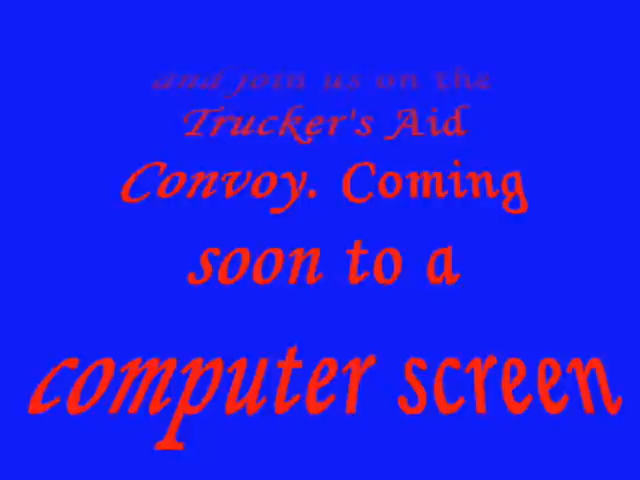 and join us on the
Trucker's Aid
Convoy. Coming
soon to a
computer screen